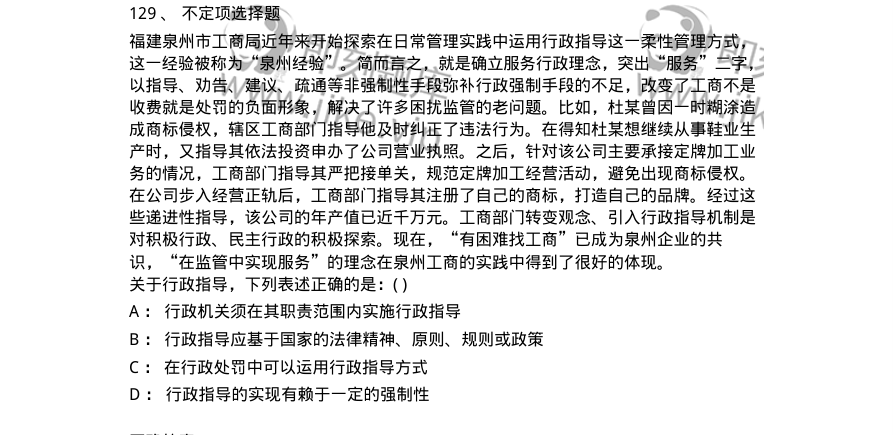 129 、 不定项选择题
福建泉州市工商局近年来开始探索在日常管理实践中运用行政指导这一柔性管理方式，
这一经验被称为“泉州经验”。简而言之，就是确立服务行政理念，突出“服务”二字，
以指导、劝告、建议、疏通等非强制性手段弥补行政强制手段的不足，改变了工商不是
收费就是处罚的负面形象，解决了许多困扰监管的老问题。比如，杜某曾因一时糊涂造
成商标侵权，辖区工商部门指导他及时纠正了违法行为。在得知杜某想继续从事鞋业生
产时，又指导其依法投资申办了公司营业执照。之后，针对该公司主要承接定牌加工业
务的情况，工商部门指导其严把接单关，规范定牌加工经营活动，避免出现商标侵权。
在公司步入经营正轨后，工商部门指导其注册了自己的商标，打造自己的品牌。经过这
些递进性指导，该公司的年产值已近千万元。工商部门转变观念、引入行政指导机制是
对积极行政、民主行政的积极探索。现在，“有困难找工商”已成为泉州企业的共
识，“在监管中实现服务”的理念在泉州工商的实践中得到了很好的体现。
关于行政指导，下列表述正确的是：( )
A ： 行政机关须在其职责范围内实施行政指导
B ： 行政指导应基于国家的法律精神、原则、规则或政策
C ： 在行政处罚中可以运用行政指导方式
D ： 行政指导的实现有赖于一定的强制性